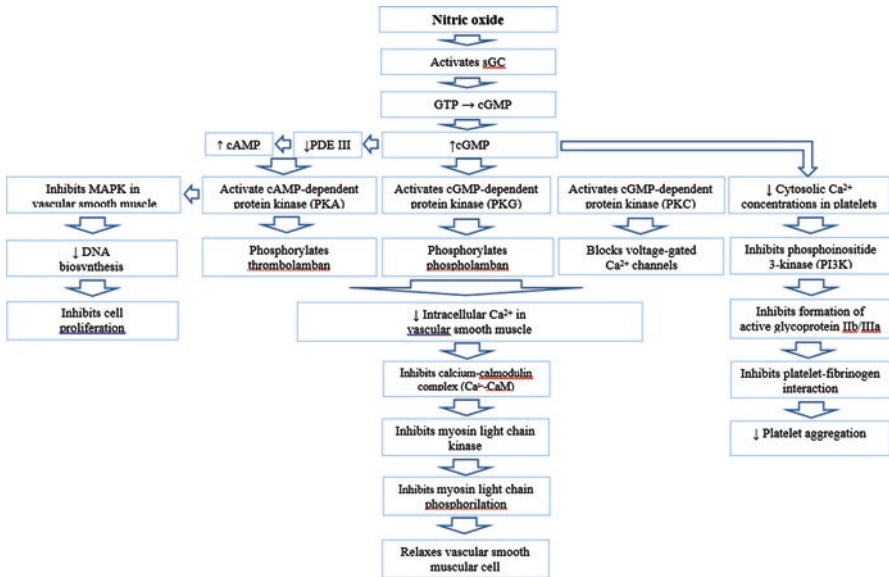 Nitric oxide
Activates sGC
GTP → cGMP
↑ cAMP
↓PDE III
↑cGMP
Inhibits MAPK in
vascular smooth muscle
Activate cAMP-dependent
protein kinase (PKA)
Activates cGMP-dependent
protein kinase (PKG)
Activates cGMP-dependent
protein kinase (PKC)
↓ Cytosolic Ca²⁺
concentrations in platelets
↓ DNA
biosynthesis
Phosphorylates
thrombolamban
Phosphorylates
phospholamban
Blocks voltage-gated
Ca²⁺ channels
Inhibits phosphoinositide
3-kinase (PI3K)
Inhibits cell
proliferation
↓ Intracellular Ca²⁺ in
vascular smooth muscle
Inhibits formation of
active glycoprotein IIb/IIIa
Inhibits calcium-calmodulin
complex (Ca²⁺-CaM)
Inhibits platelet-fibrinogen
interaction
Inhibits myosin light chain
kinase
↓ Platelet aggregation
Inhibits myosin light chain
phosphorilation
Relaxes vascular smooth
muscular cell